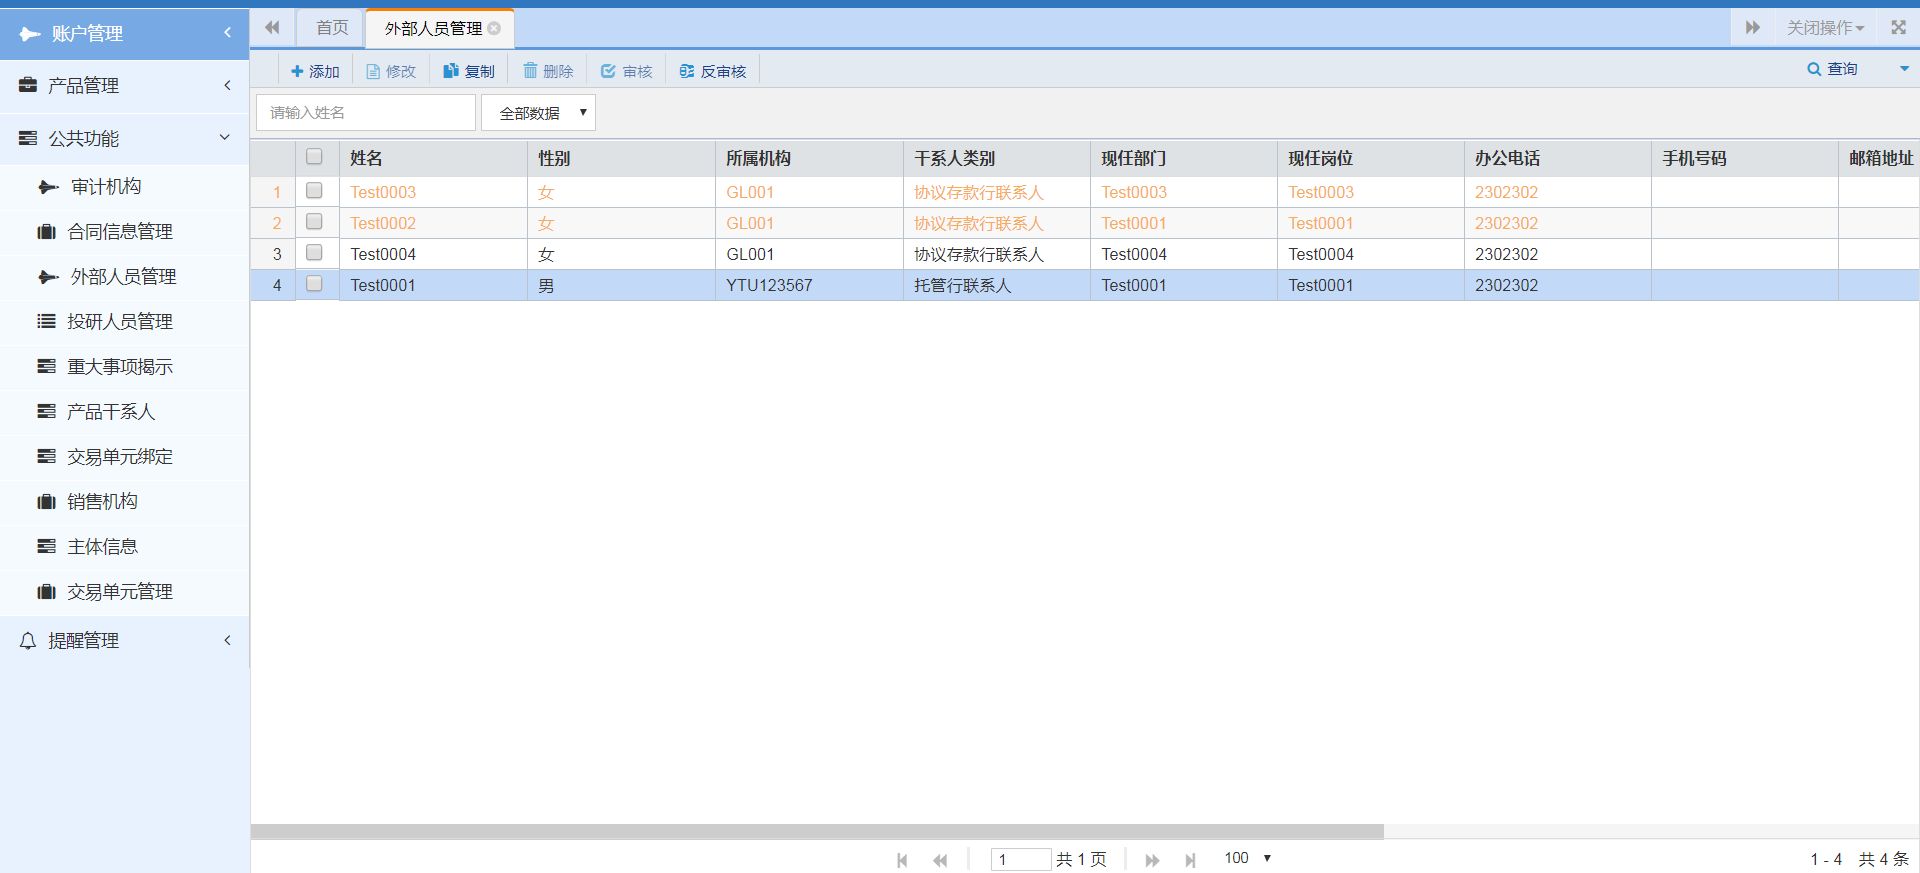 账户管理
产品管理
公共功能
审计机构
合同信息管理
外部人员管理
投研人员管理
重大事项揭示
产品干系人
交易单元绑定
销售机构
主体信息
交易单元管理
提醒管理
首页 外部人员管理 关闭操作
添加 修改 复制 删除 审核 反审核 查询
请输入姓名 全部数据
姓名 性别 所属机构 干系人类别 现任部门 现任岗位 办公电话 手机号码 邮箱地址
1 Test0003 女 GL001 协议存款行联系人 Test0003 Test0003 2302302
2 Test0002 女 GL001 协议存款行联系人 Test0001 Test0001 2302302
3 Test0004 女 GL001 协议存款行联系人 Test0004 Test0004 2302302
4 Test0001 男 YTU123567 托管行联系人 Test0001 Test0001 2302302
1 共 1 页 100 1 - 4 共 4 条